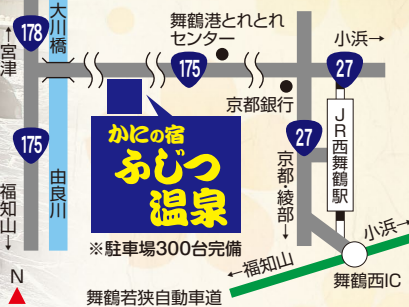 178
大川橋
舞鶴港とれとれ
センター
小浜→
←宮津
175
27
京都銀行
175
かにの宿
ふじつ
温泉
27
JR西舞鶴駅
京都・綾部→
由良川
福知山→
※駐車場300台完備
小浜→
←福知山
舞鶴西IC
N
舞鶴若狭自動車道